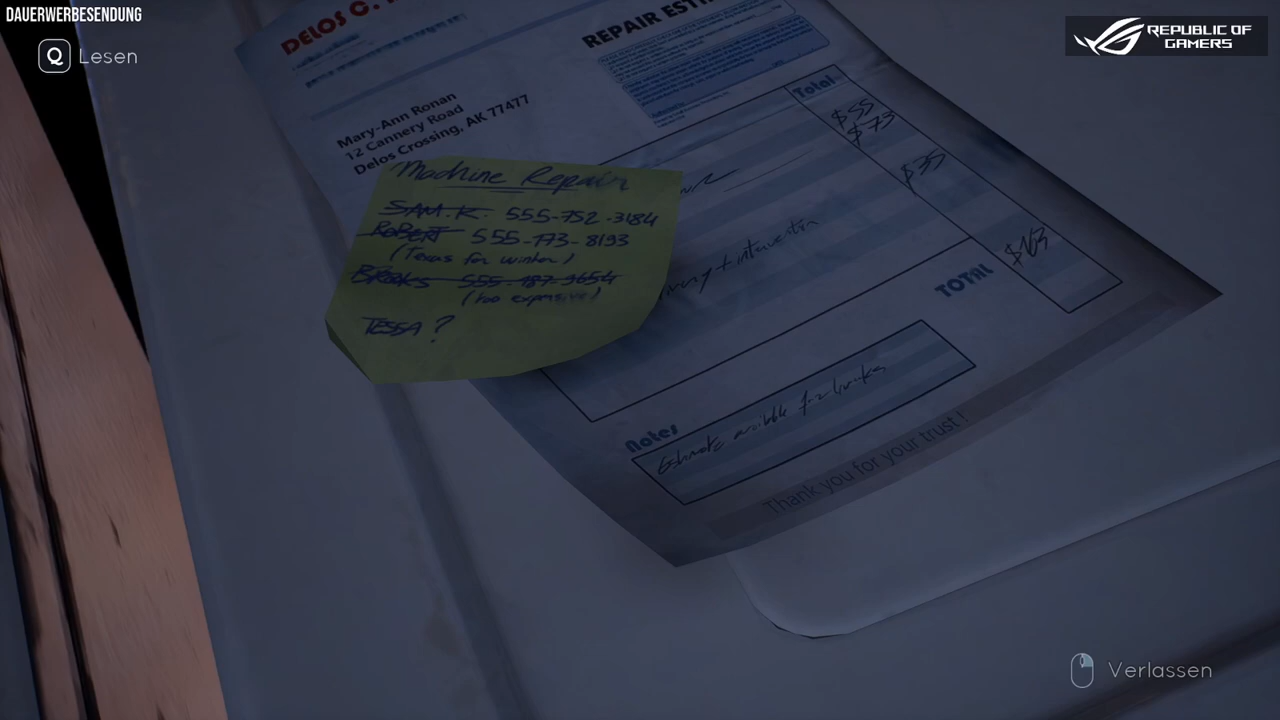 DAUERWERBESENDUNG
Q Lesen
REPUBLIC OF
GAMERS
DELOS C.
REPAIR ESTI
Mary-Ann Ronan
12 Cannery Road
Delos Crossing, AK 77477
Total
$55
$73
$35
TOTAL $163
Machine Repair
SAM.K. 555-752-3184
ROBERT 555-173-8193
(Texas for winter)
Brooks 555-187-3654
(too expensive)
TESSA ?
Notes
Thank you for your trust !
Verlassen